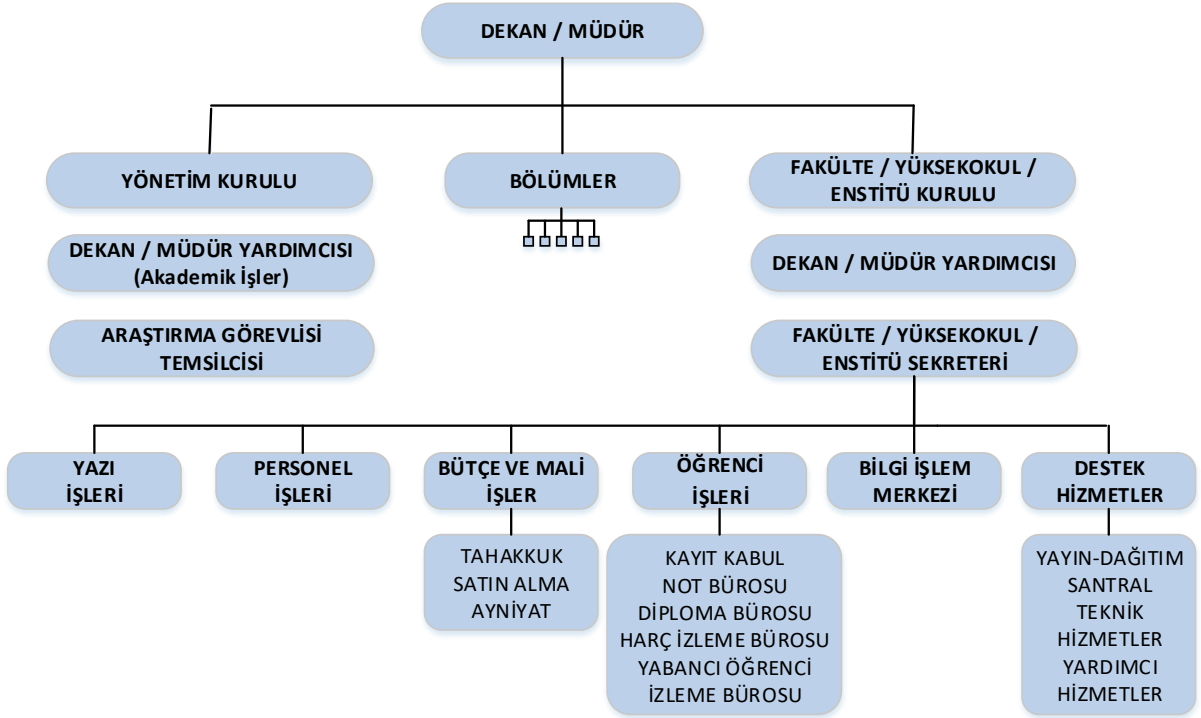 DEKAN / MÜDÜR
YÖNETİM KURULU
BÖLÜMLER
FAKÜLTE / YÜKSEKOKUL /
ENSTİTÜ KURULU
DEKAN / MÜDÜR YARDIMCISI
(Akademik İşler)
DEKAN / MÜDÜR YARDIMCISI
ARAŞTIRMA GÖREVLİSİ
TEMSİLCİSİ
FAKÜLTE / YÜKSEKOKUL /
ENSTİTÜ SEKRETERİ
YAZI
İŞLERİ
PERSONEL
İŞLERİ
BÜTÇE VE MALİ
İŞLER
ÖĞRENCİ
İŞLERİ
BİLGİ İŞLEM
MERKEZİ
DESTEK
HİZMETLER
TAHAKKUK
SATIN ALMA
AYNİYAT
KAYIT KABUL
NOT BÜROSU
DİPLOMA BÜROSU
HARÇ İZLEME BÜROSU
YABANCI ÖĞRENCİ
İZLEME BÜROSU
YAYIN-DAĞITIM
SANTRAL
TEKNİK
HİZMETLER
YARDIMCI
HİZMETLER